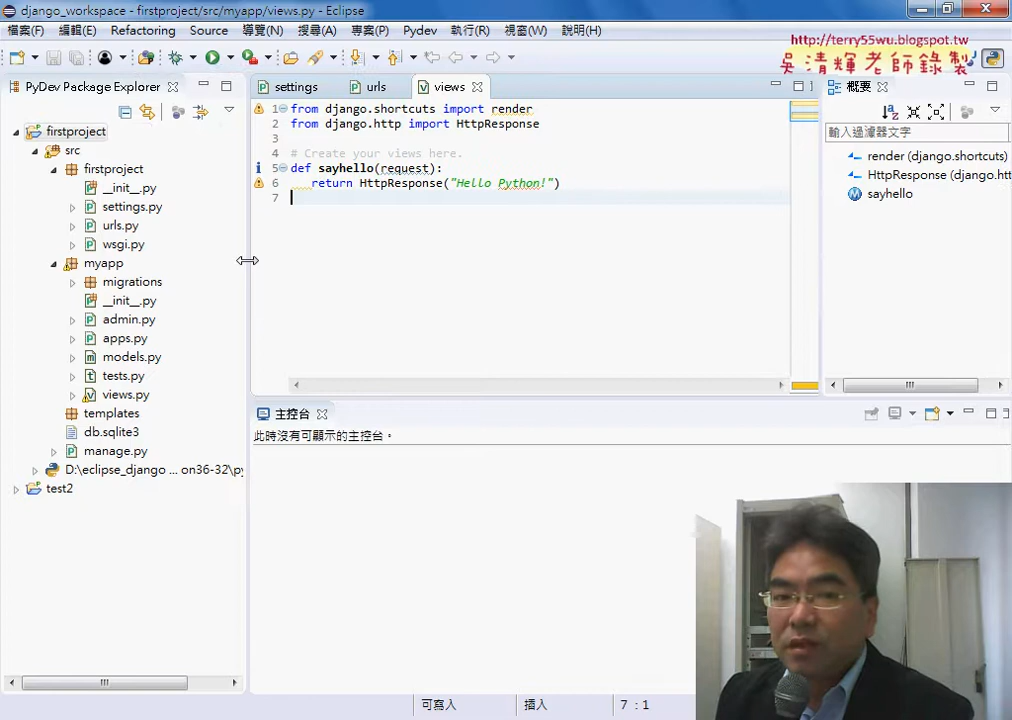 django_workspace - firstproject/src/myapp/views.py - Eclipse
檔案(F) 編輯(E) Refactoring Source 導覽(N) 搜尋(A) 專案(P) Pydev 執行(R) 視窗(W) 說明(H)
http://terry55wu.blogspot.tw
吳清輝老師錄製
PyDev Package Explorer
settings
urls
views
概要
輸入過濾器文字
firstproject
src
firstproject
__init__.py
settings.py
urls.py
wsgi.py
myapp
migrations
__init__.py
admin.py
apps.py
models.py
tests.py
views.py
templates
db.sqlite3
manage.py
D:\eclipse_django ... on36-32\py
test2
1 from django.shortcuts import render
2 from django.http import HttpResponse
3
4 # Create your views here.
5 def sayhello(request):
6 return HttpResponse("Hello Python!")
7
render (django.shortcuts)
HttpResponse (django.htt
sayhello
主控台
此時沒有可顯示的主控台。
可寫入 插入 7 : 1